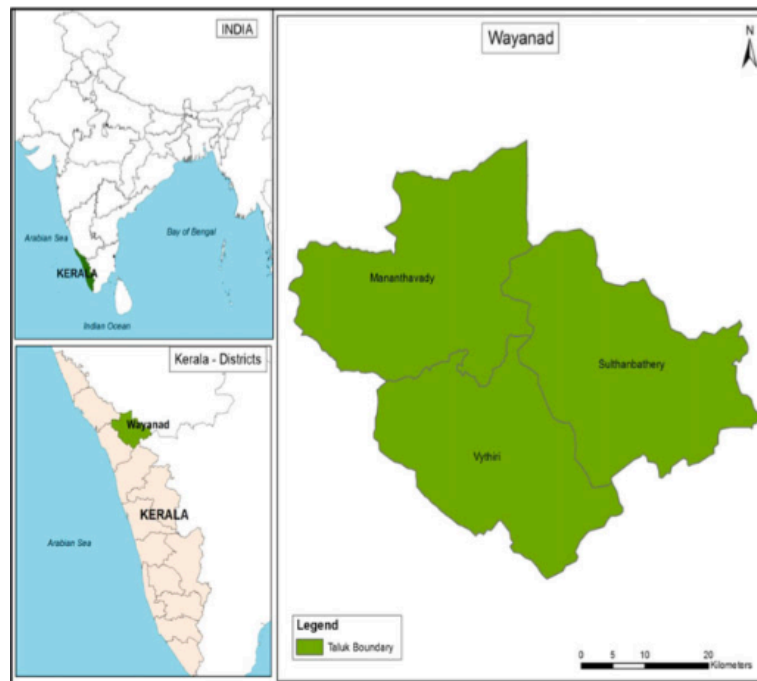 INDIA
Arabian Sea
Bay of Bengal
KERALA
Indian Ocean
Kerala - Districts
Wayanad
KERALA
Arabian Sea
Wayanad
N
Mananthavady
Sulthanbathery
Vythiri
Legend
Taluk Boundary
0 5 10 20
Kilometers